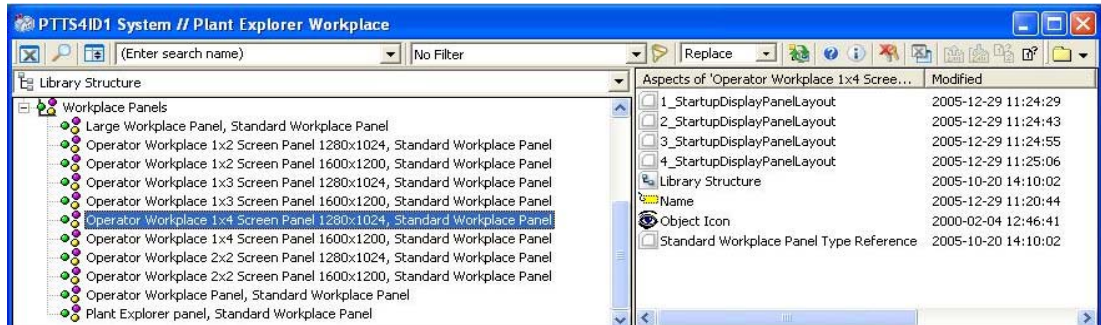 PTTS4ID1 System // Plant Explorer Workplace
(Enter search name) No Filter Replace
Library Structure
Workplace Panels
Large Workplace Panel, Standard Workplace Panel
Operator Workplace 1x2 Screen Panel 1280x1024, Standard Workplace Panel
Operator Workplace 1x2 Screen Panel 1600x1200, Standard Workplace Panel
Operator Workplace 1x3 Screen Panel 1280x1024, Standard Workplace Panel
Operator Workplace 1x3 Screen Panel 1600x1200, Standard Workplace Panel
Operator Workplace 1x4 Screen Panel 1280x1024, Standard Workplace Panel
Operator Workplace 1x4 Screen Panel 1600x1200, Standard Workplace Panel
Operator Workplace 2x2 Screen Panel 1280x1024, Standard Workplace Panel
Operator Workplace 2x2 Screen Panel 1600x1200, Standard Workplace Panel
Operator Workplace Panel, Standard Workplace Panel
Plant Explorer panel, Standard Workplace Panel
Aspects of 'Operator Workplace 1x4 Scree... Modified
1_StartupDisplayPanelLayout 2005-12-29 11:24:29
2_StartupDisplayPanelLayout 2005-12-29 11:24:43
3_StartupDisplayPanelLayout 2005-12-29 11:24:55
4_StartupDisplayPanelLayout 2005-12-29 11:25:06
Library Structure 2005-10-20 14:10:02
Name 2005-12-29 11:20:44
Object Icon 2000-02-04 12:46:41
Standard Workplace Panel Type Reference 2005-10-20 14:10:02